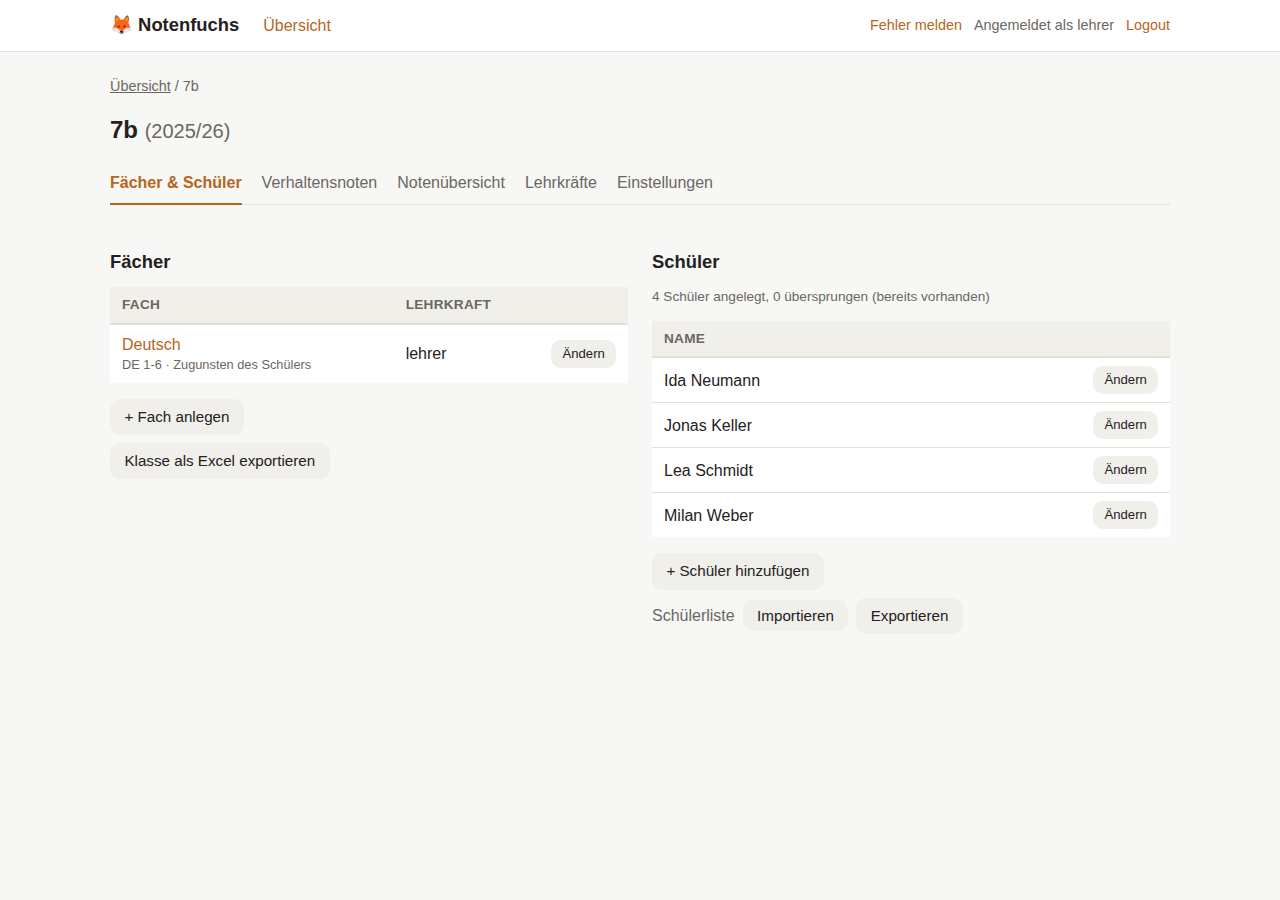 🦊 Notenfuchs Übersicht Fehler melden Angemeldet als lehrer Logout
Übersicht / 7b
7b (2025/26)
Fächer & Schüler Verhaltensnoten Notenübersicht Lehrkräfte Einstellungen
Fächer
FACH LEHRKRAFT
Deutsch
DE 1-6 · Zugunsten des Schülers
lehrer Ändern
+ Fach anlegen
Klasse als Excel exportieren
Schüler
4 Schüler angelegt, 0 übersprungen (bereits vorhanden)
NAME
Ida Neumann Ändern
Jonas Keller Ändern
Lea Schmidt Ändern
Milan Weber Ändern
+ Schüler hinzufügen
Schülerliste Importieren Exportieren